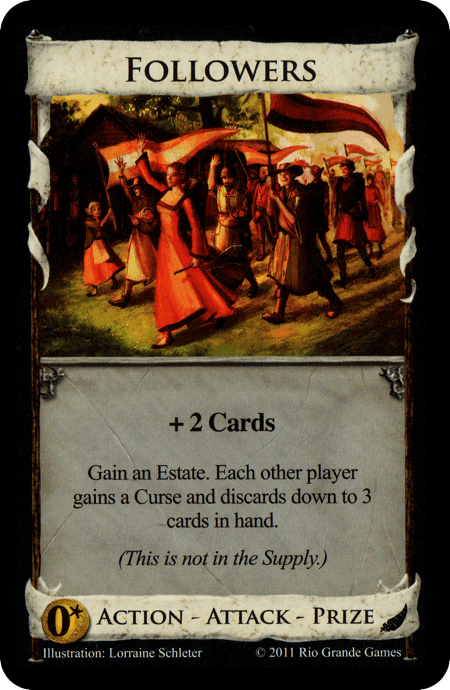 FOLLOWERS
+ 2 Cards
Gain an Estate. Each other player
gains a Curse and discards down to 3
cards in hand.
(This is not in the Supply.)
0* ACTION - ATTACK - PRIZE
Illustration: Lorraine Schleter © 2011 Rio Grande Games